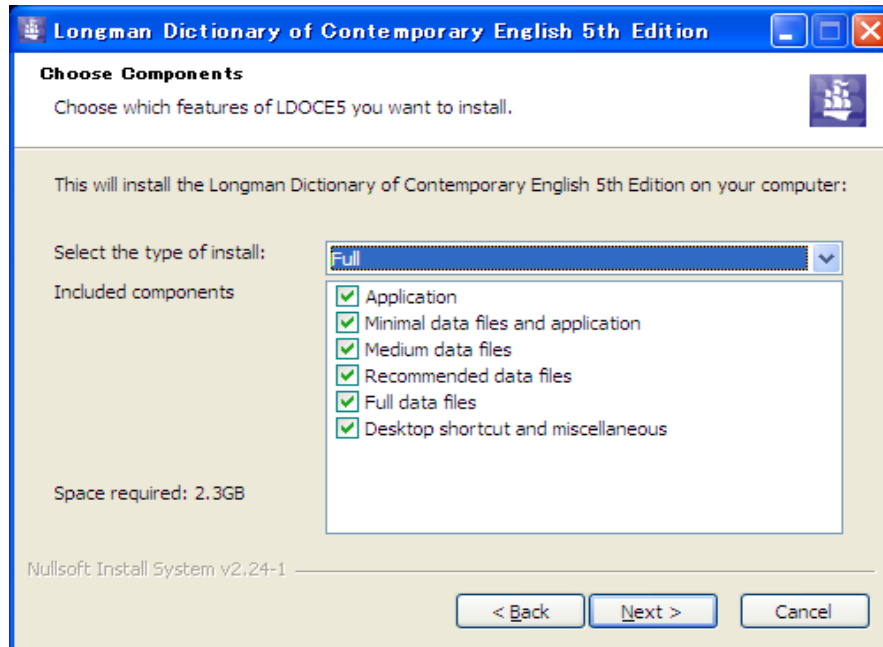 Longman Dictionary of Contemporary English 5th Edition
Choose Components
Choose which features of LDOCE5 you want to install.
This will install the Longman Dictionary of Contemporary English 5th Edition on your computer:
Select the type of install:
Full
Included components
Application
Minimal data files and application
Medium data files
Recommended data files
Full data files
Desktop shortcut and miscellaneous
Space required: 2.3GB
Nullsoft Install System v2.24-1
< Back
Next >
Cancel